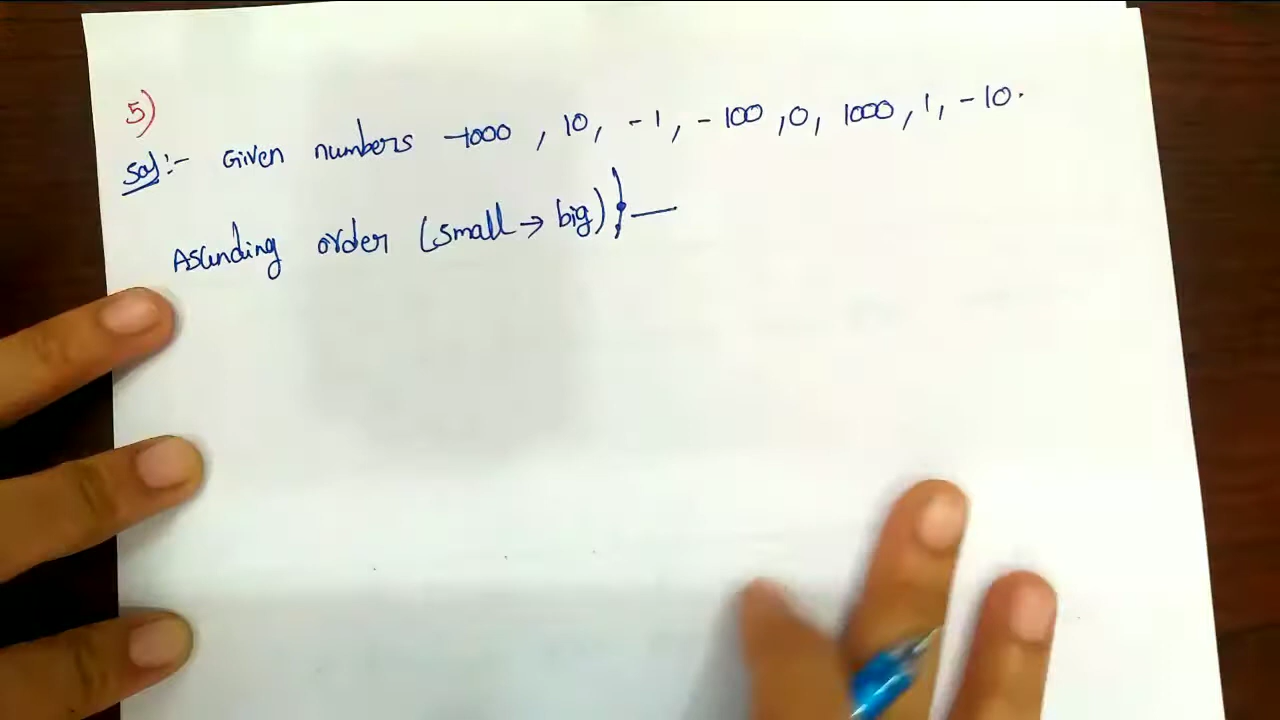 5)
Sol:- Given numbers -1000, 10, -1, -100, 0, 1000, 1, -10.
Ascending order (small → big)} —